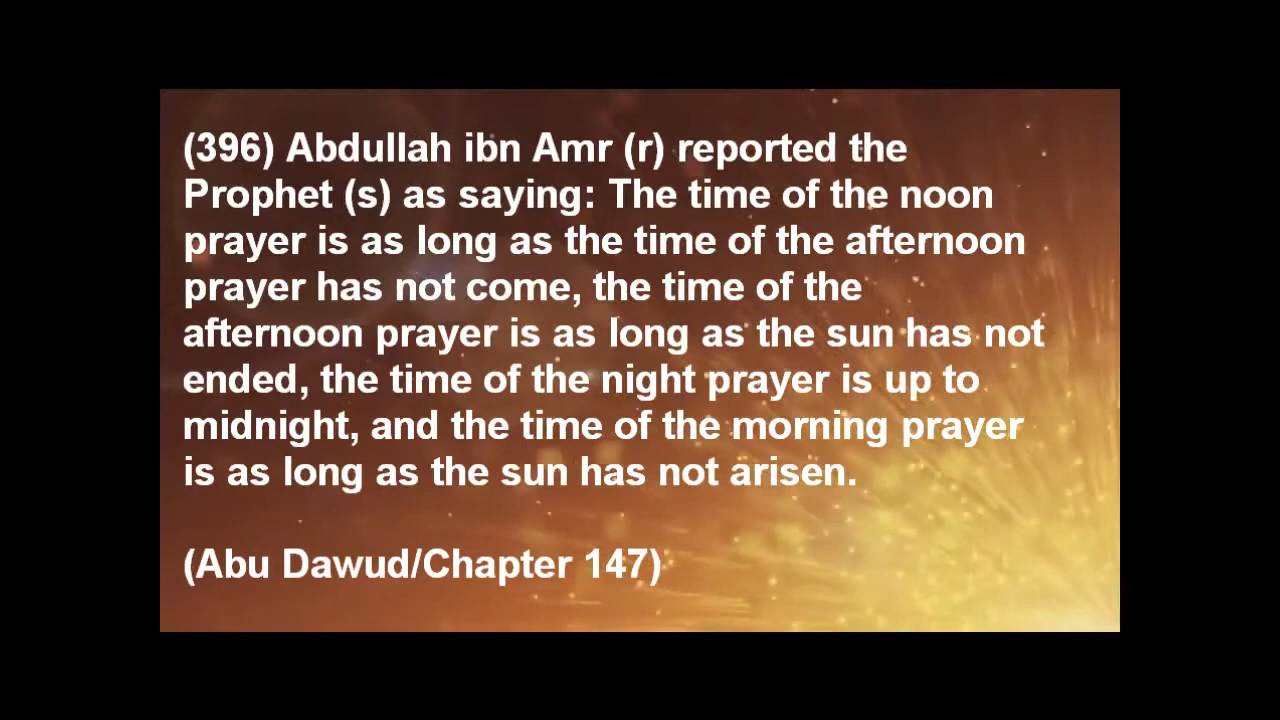 (396) Abdullah ibn Amr (r) reported the
Prophet (s) as saying: The time of the noon
prayer is as long as the time of the afternoon
prayer has not come, the time of the
afternoon prayer is as long as the sun has not
ended, the time of the night prayer is up to
midnight, and the time of the morning prayer
is as long as the sun has not arisen.
(Abu Dawud/Chapter 147)